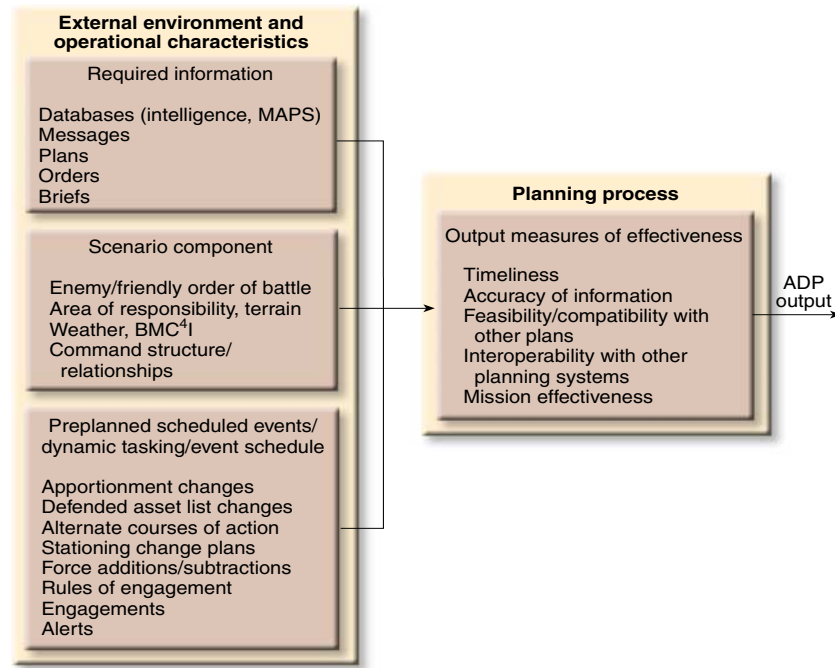 External environment and
operational characteristics
Required information
Databases (intelligence, MAPS)
Messages
Plans
Orders
Briefs
Scenario component
Enemy/friendly order of battle
Area of responsibility, terrain
Weather, BMC⁴I
Command structure/
relationships
Preplanned scheduled events/
dynamic tasking/event schedule
Apportionment changes
Defended asset list changes
Alternate courses of action
Stationing change plans
Force additions/subtractions
Rules of engagement
Engagements
Alerts
Planning process
Output measures of effectiveness
Timeliness
Accuracy of information
Feasibility/compatibility with
other plans
Interoperability with other
planning systems
Mission effectiveness
ADP
output